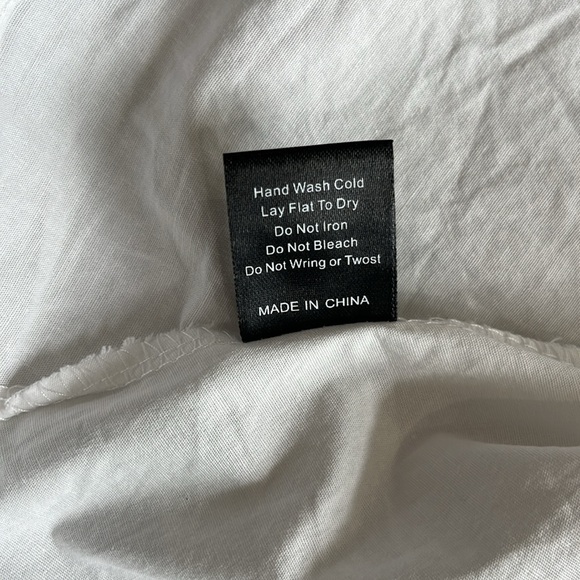 Hand Wash Cold
Lay Flat To Dry
Do Not Iron
Do Not Bleach
Do Not Wring or Twost
MADE IN CHINA